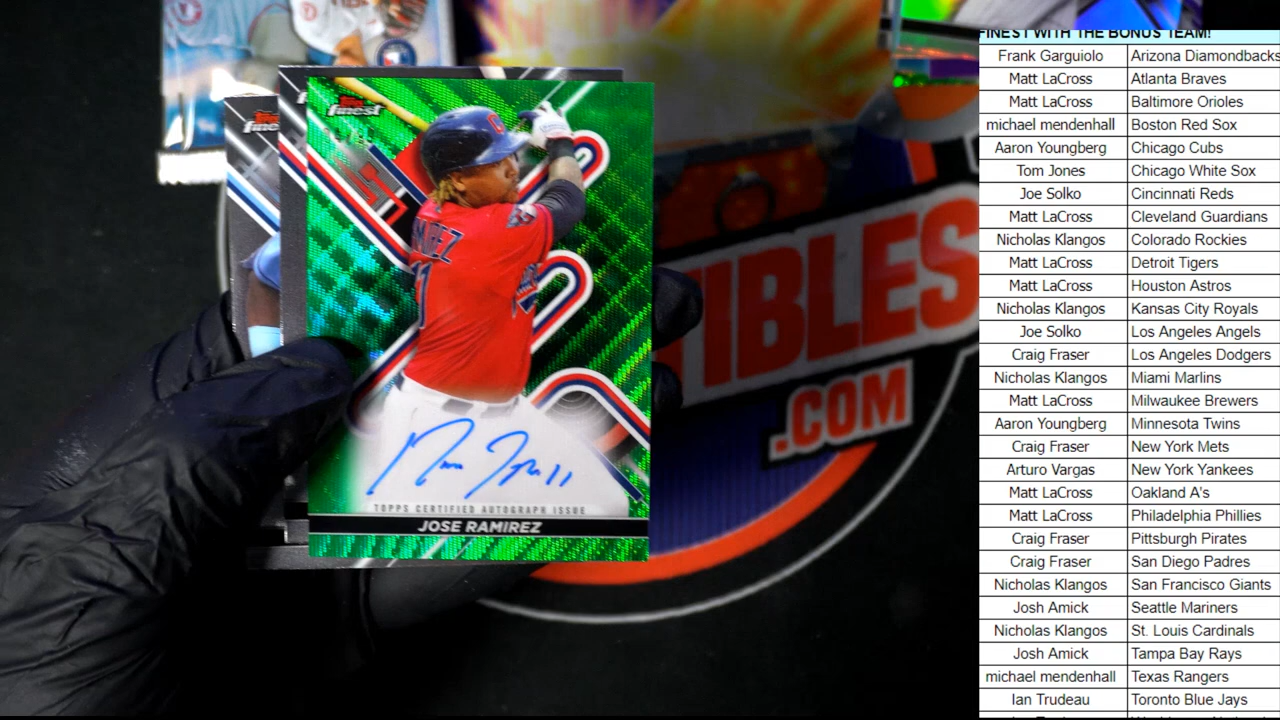 FINEST WITH THE BONUS TEAM!
Frank Garguiolo Arizona Diamondbacks
Matt LaCross Atlanta Braves
Matt LaCross Baltimore Orioles
michael mendenhall Boston Red Sox
Aaron Youngberg Chicago Cubs
Tom Jones Chicago White Sox
Joe Solko Cincinnati Reds
Matt LaCross Cleveland Guardians
Nicholas Klangos Colorado Rockies
Matt LaCross Detroit Tigers
Matt LaCross Houston Astros
Nicholas Klangos Kansas City Royals
Joe Solko Los Angeles Angels
Craig Fraser Los Angeles Dodgers
Nicholas Klangos Miami Marlins
Matt LaCross Milwaukee Brewers
Aaron Youngberg Minnesota Twins
Craig Fraser New York Mets
Arturo Vargas New York Yankees
Matt LaCross Oakland A's
Matt LaCross Philadelphia Phillies
Craig Fraser Pittsburgh Pirates
Craig Fraser San Diego Padres
Nicholas Klangos San Francisco Giants
Josh Amick Seattle Mariners
Nicholas Klangos St. Louis Cardinals
Josh Amick Tampa Bay Rays
michael mendenhall Texas Rangers
Ian Trudeau Toronto Blue Jays
Topps
finest
TOPPS CERTIFIED AUTOGRAPH ISSUE
JOSE RAMIREZ
TIBLES
.COM